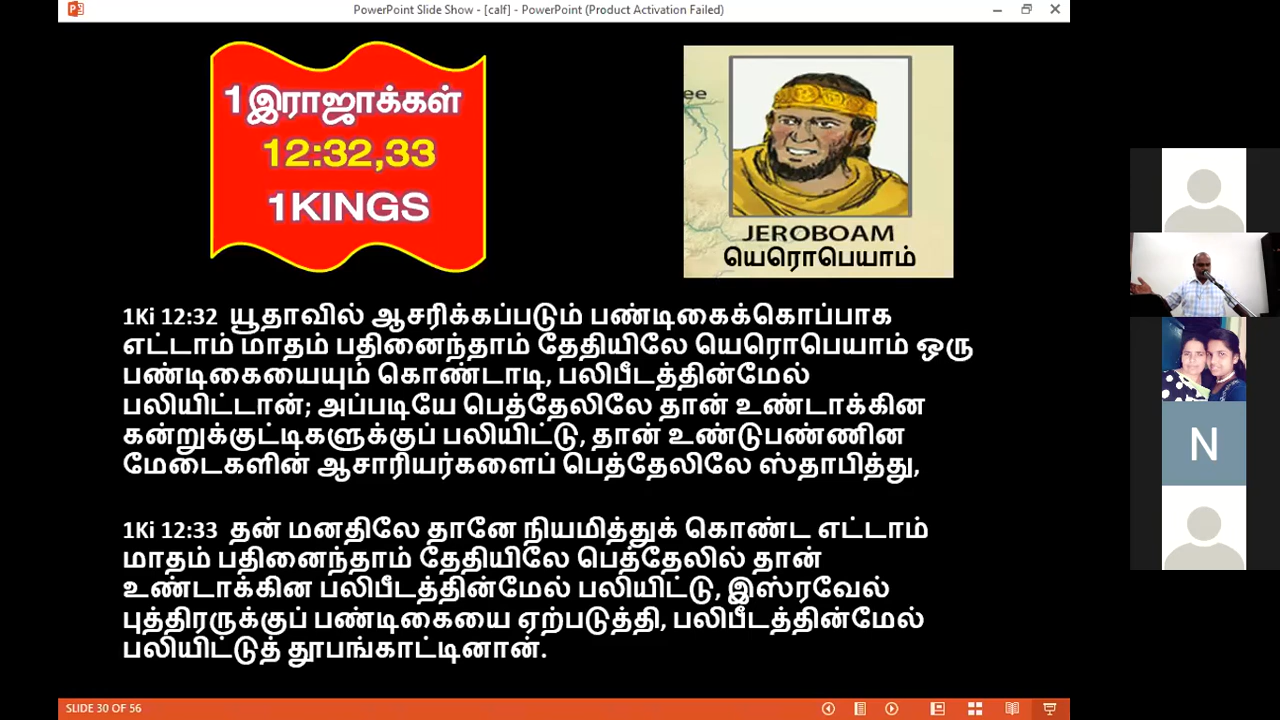 PowerPoint Slide Show - [calf] - PowerPoint (Product Activation Failed)
1இராஜாக்கள்
12:32,33
1KINGS
ee
JEROBOAM
யெரொபெயாம்
1Ki 12:32 யூதாவில் ஆசரிக்கப்படும் பண்டிகைக்கொப்பாக
எட்டாம் மாதம் பதினைந்தாம் தேதியிலே யெரொபெயாம் ஒரு
பண்டிகையையும் கொண்டாடி, பலிபீடத்தின்மேல்
பலியிட்டான்; அப்படியே பெத்தேலிலே தான் உண்டாக்கின
கன்றுக்குட்டிகளுக்குப் பலியிட்டு, தான் உண்டுபண்ணின
மேடைகளின் ஆசாரியர்களைப் பெத்தேலிலே ஸ்தாபித்து,
1Ki 12:33 தன் மனதிலே தானே நியமித்துக் கொண்ட எட்டாம்
மாதம் பதினைந்தாம் தேதியிலே பெத்தேலில் தான்
உண்டாக்கின பலிபீடத்தின்மேல் பலியிட்டு, இஸ்ரவேல்
புத்திரருக்குப் பண்டிகையை ஏற்படுத்தி, பலிபீடத்தின்மேல்
பலியிட்டுத் தூபங்காட்டினான்.
N
SLIDE 30 OF 56